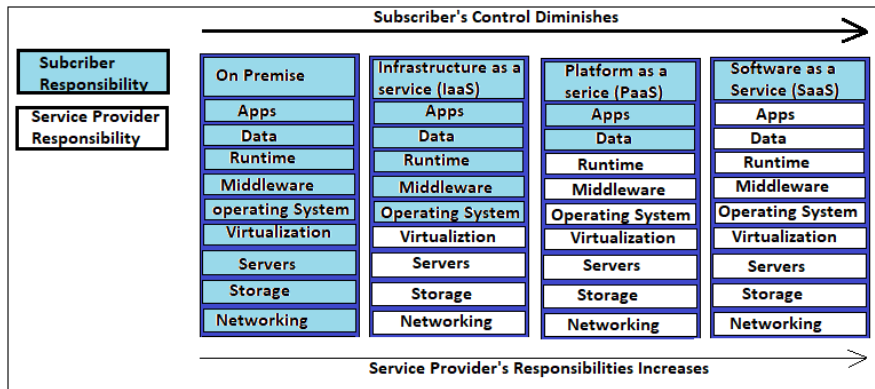 Subscriber's Control Diminishes
Subcriber
Responsibility
Service Provider
Responsibility
On Premise
Apps
Data
Runtime
Middleware
operating System
Virtualization
Servers
Storage
Networking
Infrastructure as a
service (IaaS)
Apps
Data
Runtime
Middleware
Operating System
Virtualiztion
Servers
Storage
Networking
Platform as a
serice (PaaS)
Apps
Data
Runtime
Middleware
Operating System
Virtualization
Servers
Storage
Networking
Software as a
Service (SaaS)
Apps
Data
Runtime
Middleware
Operating System
Virtualization
Servers
Storage
Networking
Service Provider's Responsibilities Increases